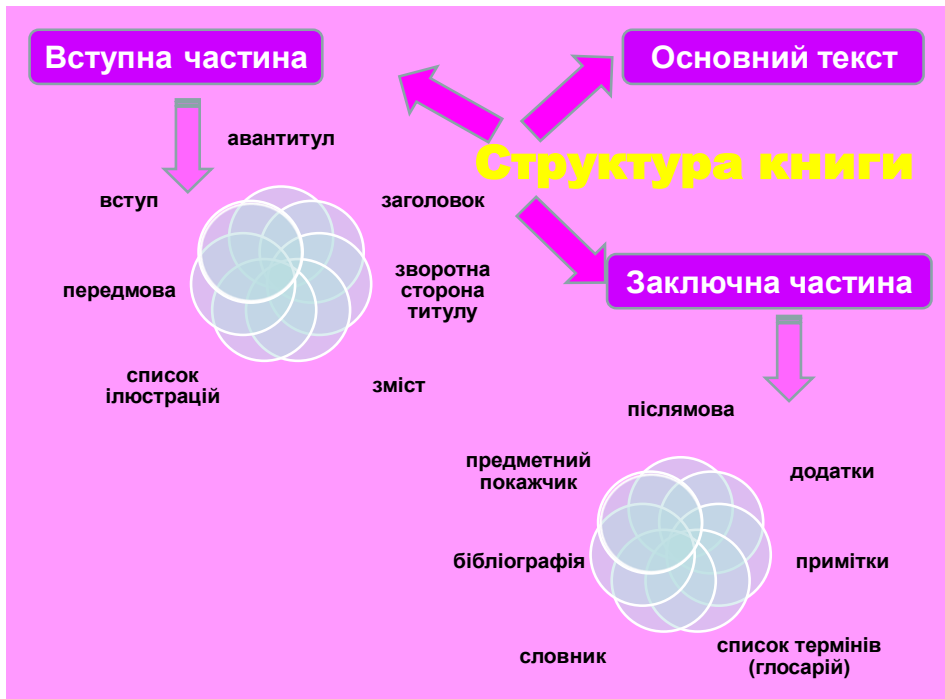 Вступна частина
Основний текст
Структура книги
авантитул
вступ
заголовок
передмова
зворотна
сторона
титулу
список
ілюстрацій
зміст
Заключна частина
післямова
предметний
покажчик
додатки
бібліографія
примітки
словник
список термінів
(глосарій)